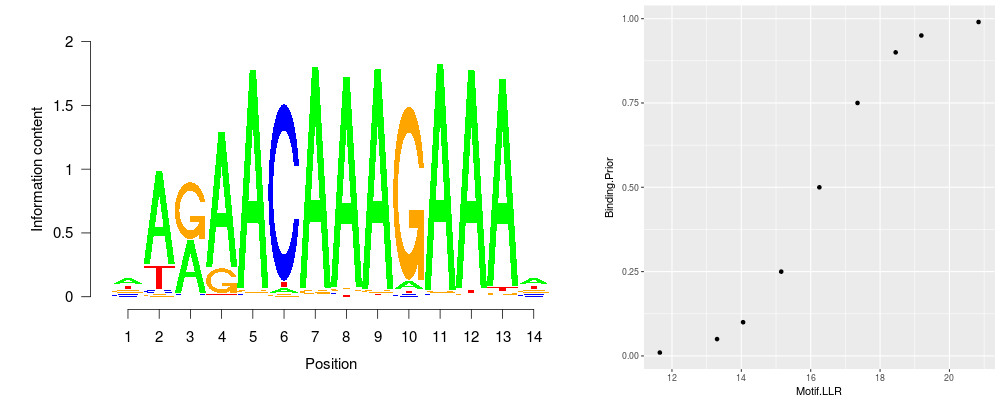 2
1.5
1
0.5
0
Information content
A
T
G
A
A
G
A
C
A
A
A
G
A
A
A
1 2 3 4 5 6 7 8 9 10 11 12 13 14
Position
1.00
0.75
0.50
0.25
0.00
Binding.Prior
12 14 16 18 20
Motif.LLR